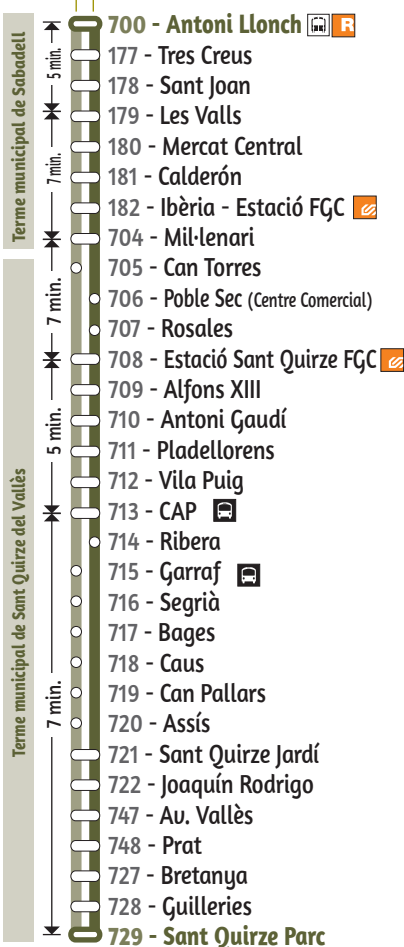 700 - Antoni Llonch R
177 - Tres Creus
178 - Sant Joan
179 - Les Valls
180 - Mercat Central
181 - Calderón
182 - Ibèria - Estació FGC
704 - Mil·lenari
705 - Can Torres
706 - Poble Sec (Centre Comercial)
707 - Rosales
708 - Estació Sant Quirze FGC
709 - Alfons XIII
710 - Antoni Gaudí
711 - Pladellorens
712 - Vila Puig
713 - CAP
714 - Ribera
715 - Garraf
716 - Segrià
717 - Bages
718 - Caus
719 - Can Pallars
720 - Assís
721 - Sant Quirze Jardí
722 - Joaquín Rodrigo
747 - Av. Vallès
748 - Prat
727 - Bretanya
728 - Guilleries
729 - Sant Quirze Parc
5 min.
7 min.
7 min.
5 min.
7 min.
Terme municipal de Sabadell
Terme municipal de Sant Quirze del Vallès